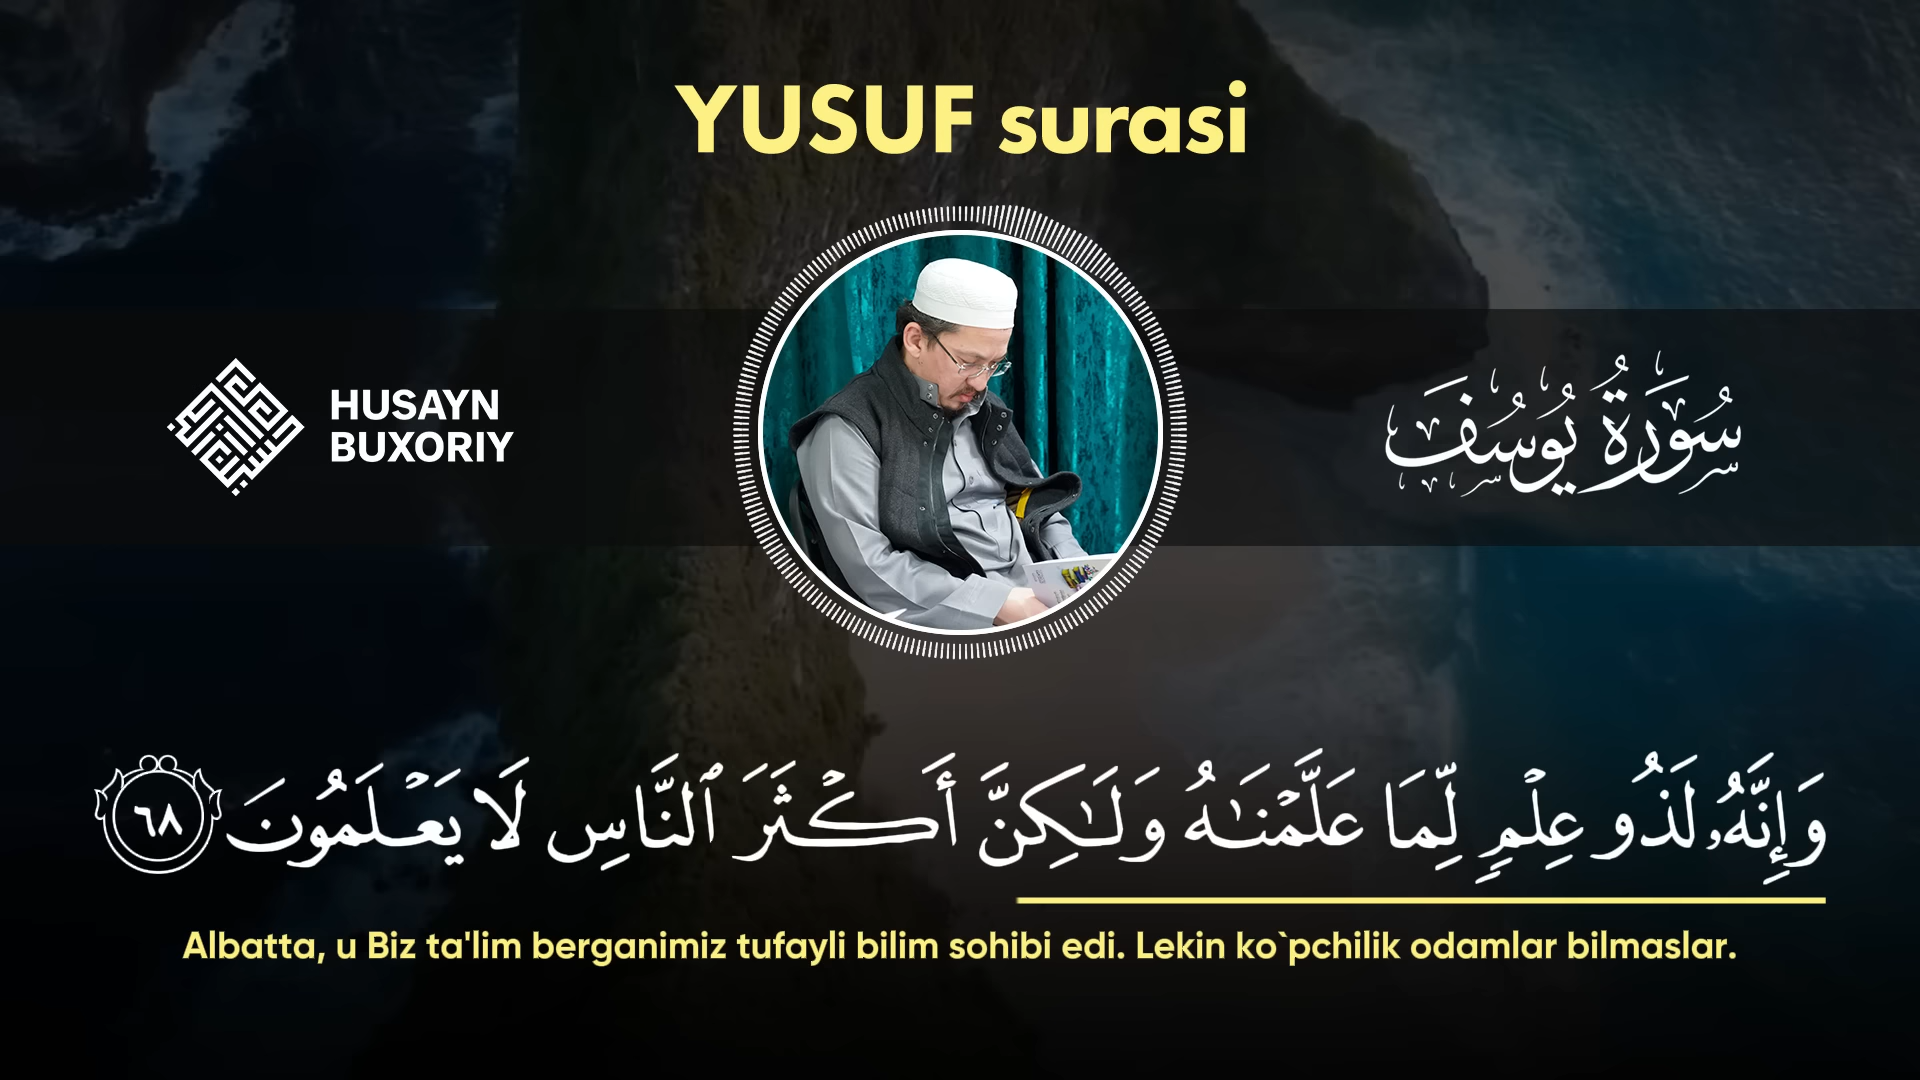 YUSUF surasi
HUSAYN
BUXORIY
سُورَةُ يُوسُفَ
وَإِنَّهُۥ لَذُو عِلْمٍ لِّمَا عَلَّمْنَـٰهُ وَلَـٰكِنَّ أَكْثَرَ ٱلنَّاسِ لَا يَعْلَمُونَ ٦٨
Albatta, u Biz ta'lim berganimiz tufayli bilim sohibi edi. Lekin ko`pchilik odamlar bilmaslar.